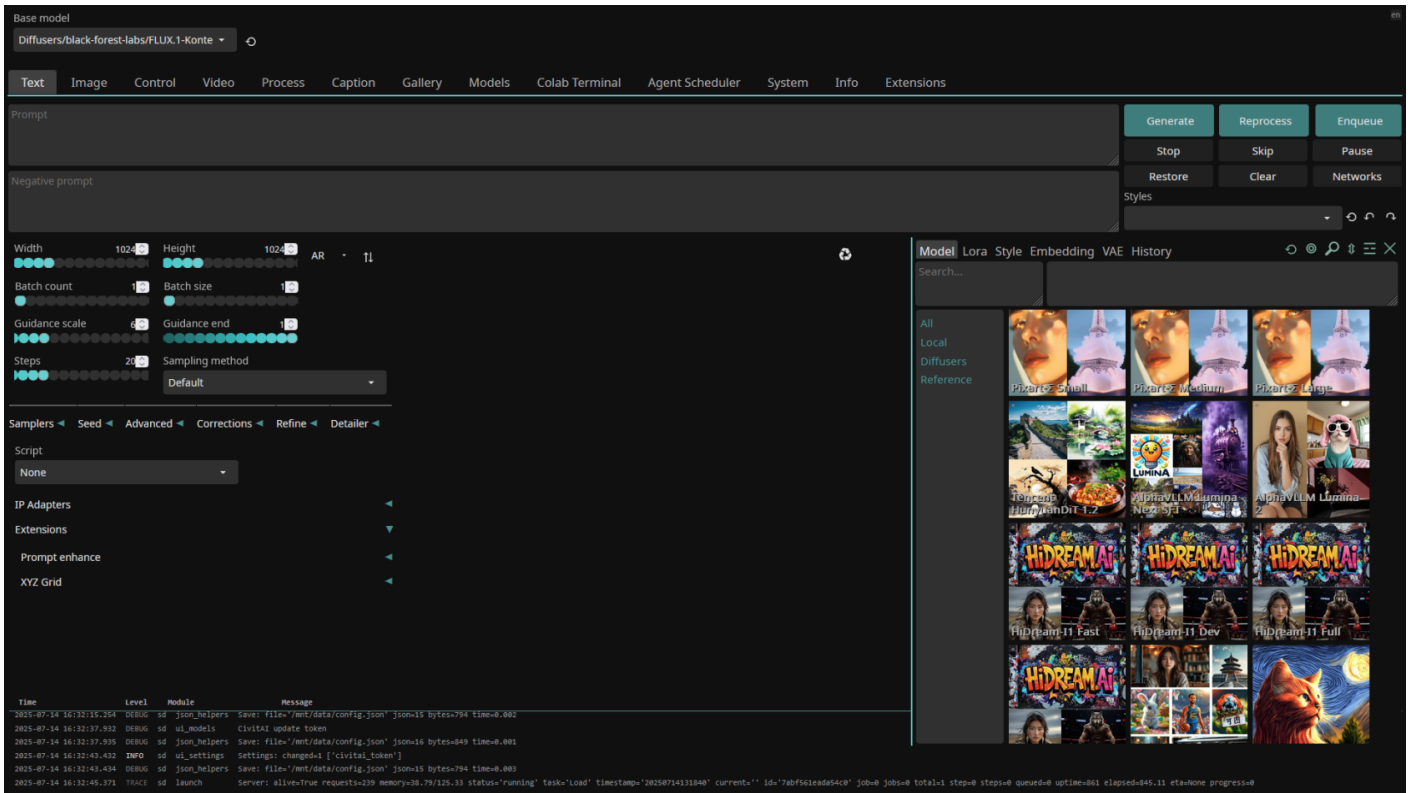 Base model
en
Diffusers/black-forest-labs/FLUX.1-Konte
Text Image Control Video Process Caption Gallery Models Colab Terminal Agent Scheduler System Info Extensions
Prompt
Generate Reprocess Enqueue
Stop Skip Pause
Negative prompt
Restore Clear Networks
Styles
Width 1024 Height 1024 AR
Batch count 1 Batch size 1
Guidance scale 6 Guidance end 1
Steps 20 Sampling method
Default
Samplers Seed Advanced Corrections Refine Detailer
Script
None
IP Adapters
Extensions
Prompt enhance
XYZ Grid
Model Lora Style Embedding VAE History
Search...
All
Local
Diffusers
Reference
Pixart-Σ Small Pixart-Σ Medium Pixart-Σ Large
LUMINA
Tencent HunyuanDiT 1.2
AlphaVLLM Lumina-Next SFT
AlphaVLLM Lumina-2
HiDREAM.Ai HiDREAM.Ai HiDREAM.Ai
HiDream-I1 Fast HiDream-I1 Dev HiDream-I1 Full
HiDREAM.Ai
Time Level Module Message
2025-07-14 16:32:15.254 DEBUG sd json_helpers Save: file='/mnt/data/config.json' json=15 bytes=794 time=0.002
2025-07-14 16:32:37.932 DEBUG sd ui_models CivitAI update token
2025-07-14 16:32:37.935 DEBUG sd json_helpers Save: file='/mnt/data/config.json' json=16 bytes=849 time=0.001
2025-07-14 16:32:43.432 INFO sd ui_settings Settings: changed=1 ['civitai_token']
2025-07-14 16:32:43.434 DEBUG sd json_helpers Save: file='/mnt/data/config.json' json=15 bytes=794 time=0.003
2025-07-14 16:32:45.371 TRACE sd launch Server: alive=True requests=239 memory=38.79/125.33 status='running' task='Load' timestamp='20250714131840' current='' id='7abf561eada54c0' job=0 jobs=0 total=1 step=0 steps=0 queued=0 uptime=861 elapsed=845.11 eta=None progress=0